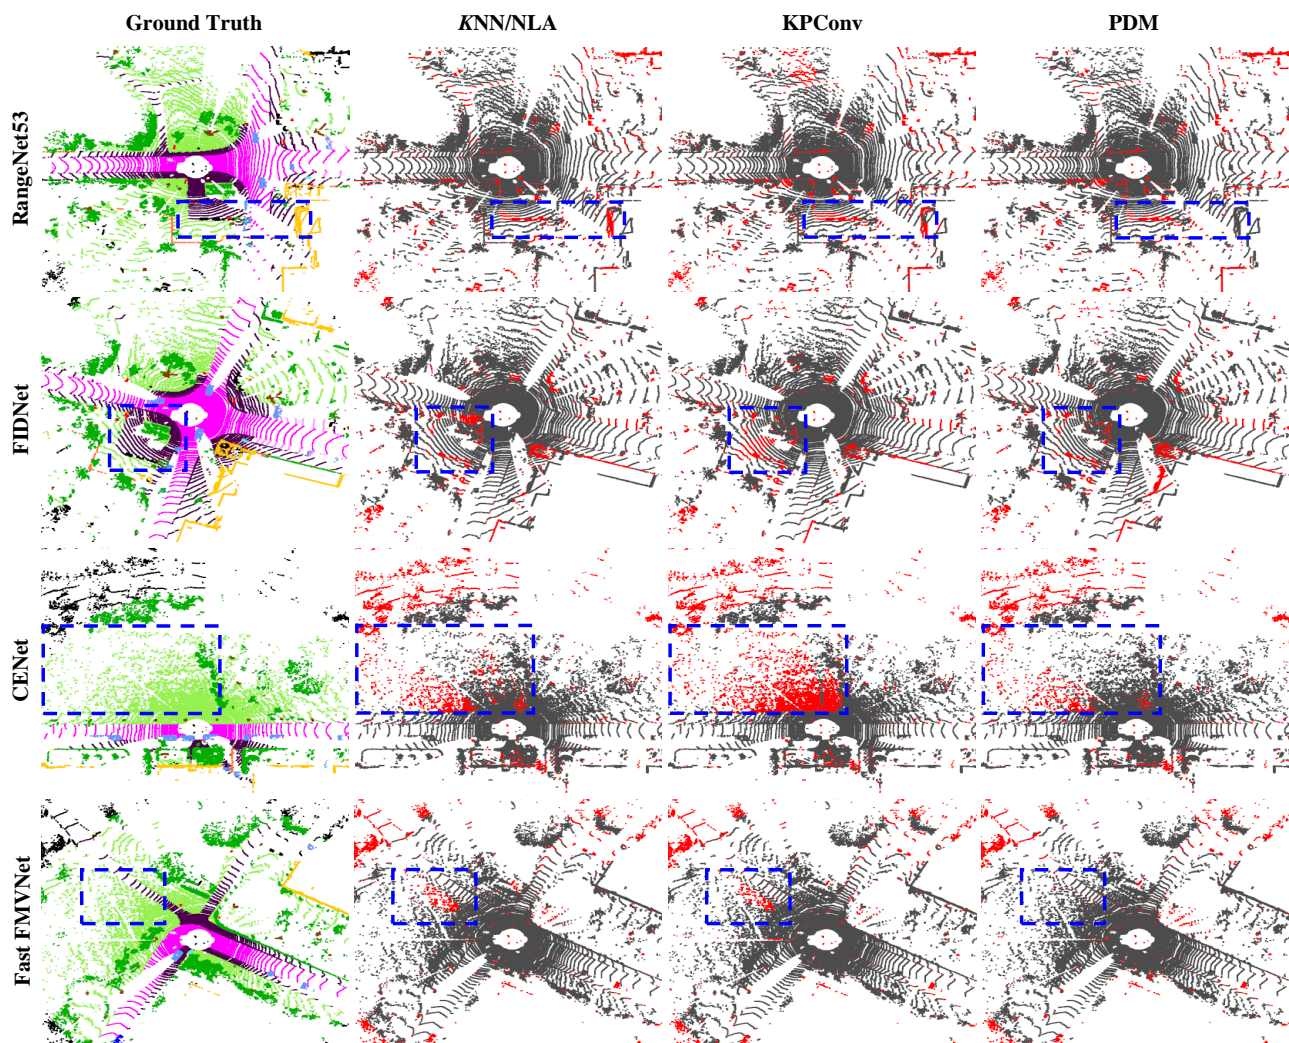 Ground Truth KNN/NLA KPConv PDM
RangeNet53
FIDNet
CENet
Fast FMVNet